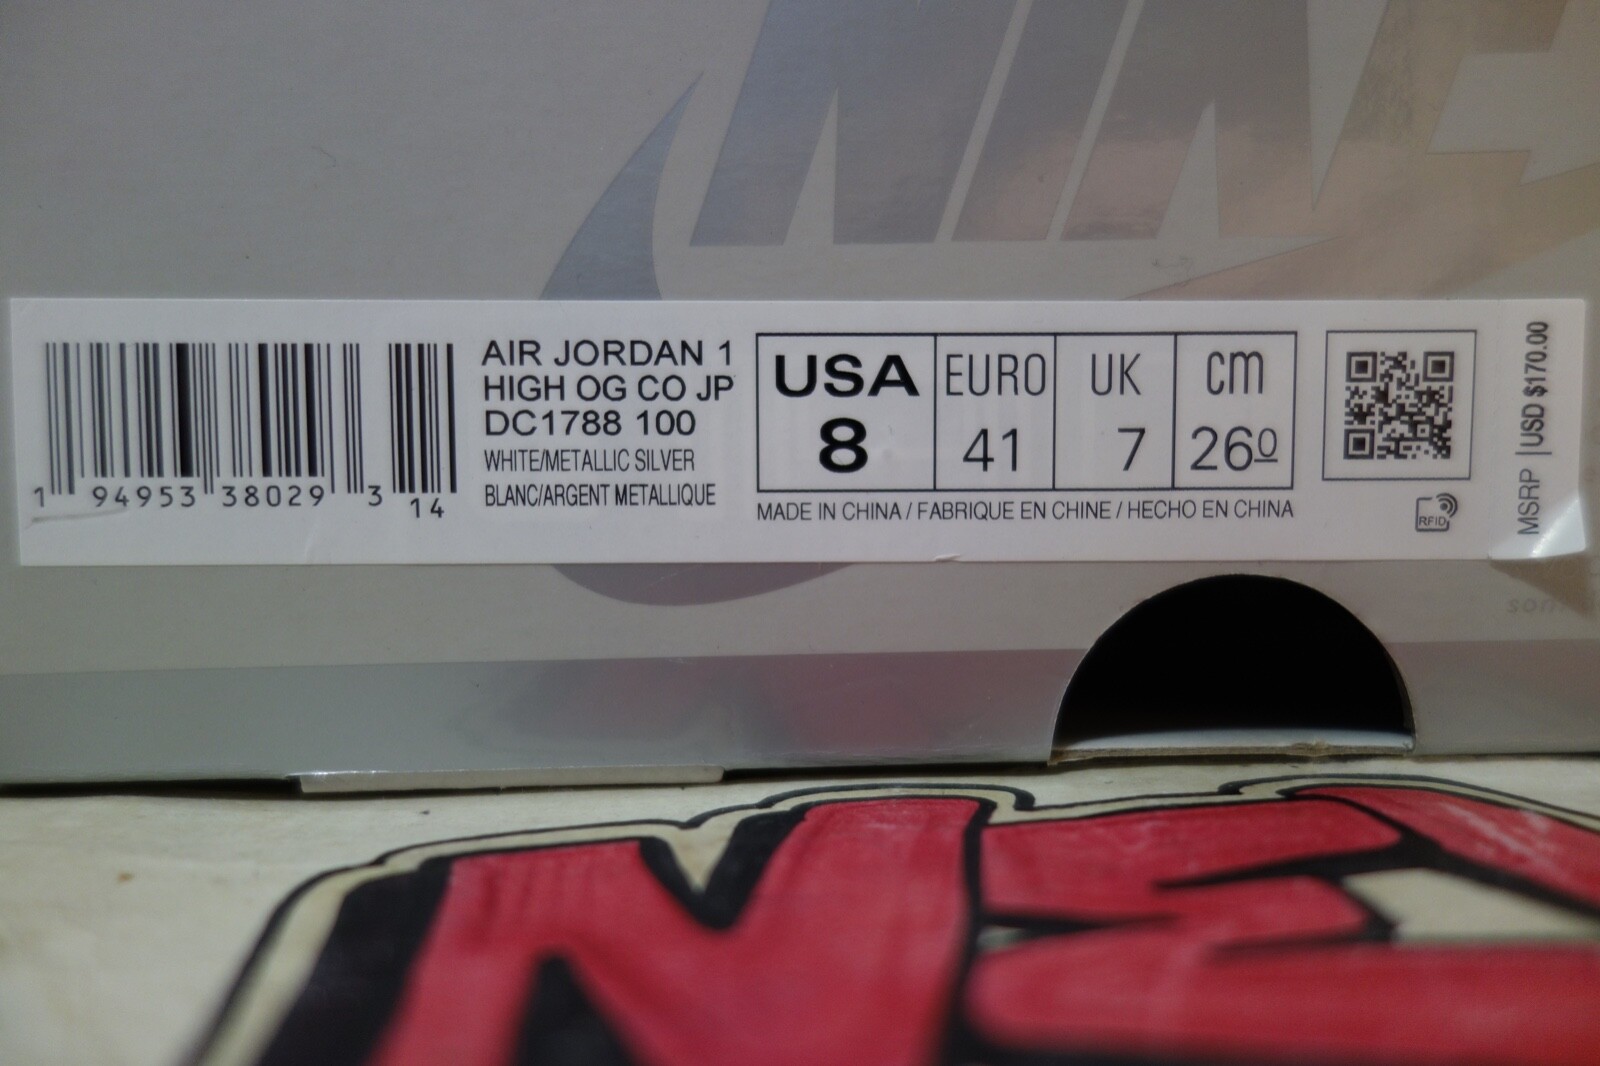 NIKE
AIR JORDAN 1
HIGH OG CO JP
DC1788 100
WHITE/METALLIC SILVER
BLANC/ARGENT METALLIQUE
1 94953 38029 3 14
USA EURO UK cm
8 41 7 26º
MADE IN CHINA / FABRIQUE EN CHINE / HECHO EN CHINA
RFID
MSRP | USD $170.00